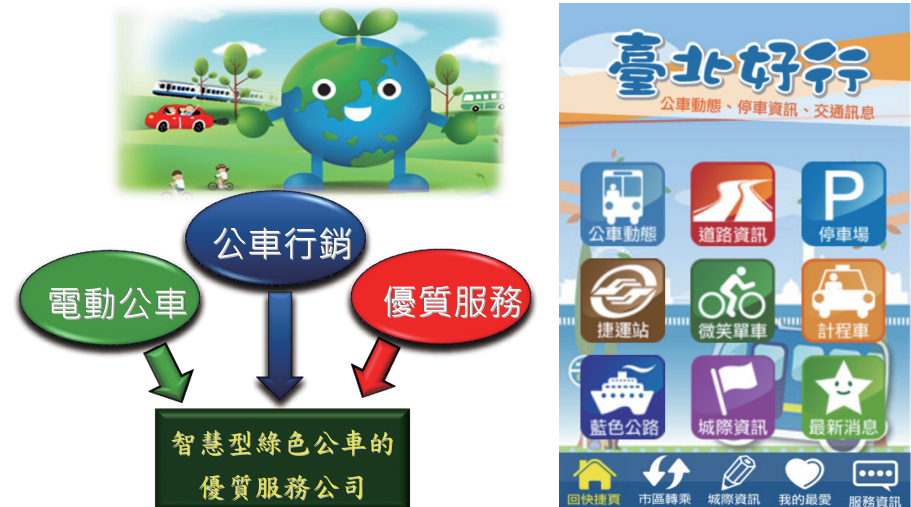 公車行銷
電動公車
優質服務
智慧型綠色公車的
優質服務公司
臺北好行
公車動態、停車資訊、交通訊息
公車動態
道路資訊
P
停車場
捷運站
微笑單車
計程車
藍色公路
城際資訊
最新消息
回快捷頁
市區轉乘
城際資訊
我的最愛
服務資訊